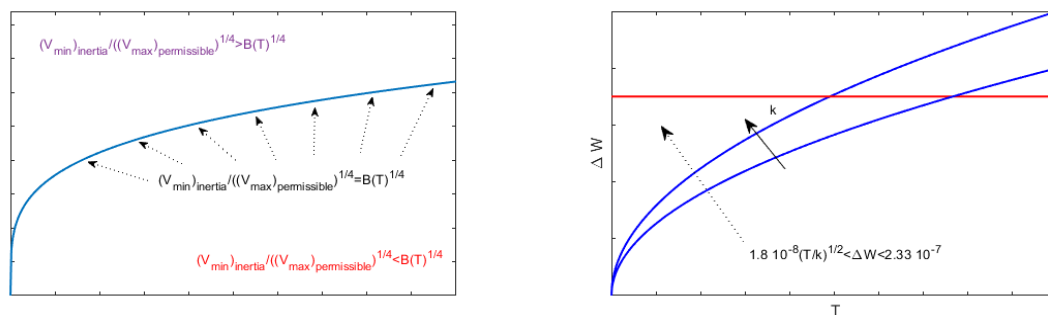 (V_min)_inertia/((V_max)_permissible)^1/4>B(T)^1/4
(V_min)_inertia/((V_max)_permissible)^1/4=B(T)^1/4
(V_min)_inertia/((V_max)_permissible)^1/4<B(T)^1/4
Δ W
k
1.8 10^-8(T/k)^1/2<ΔW<2.33 10^-7
T